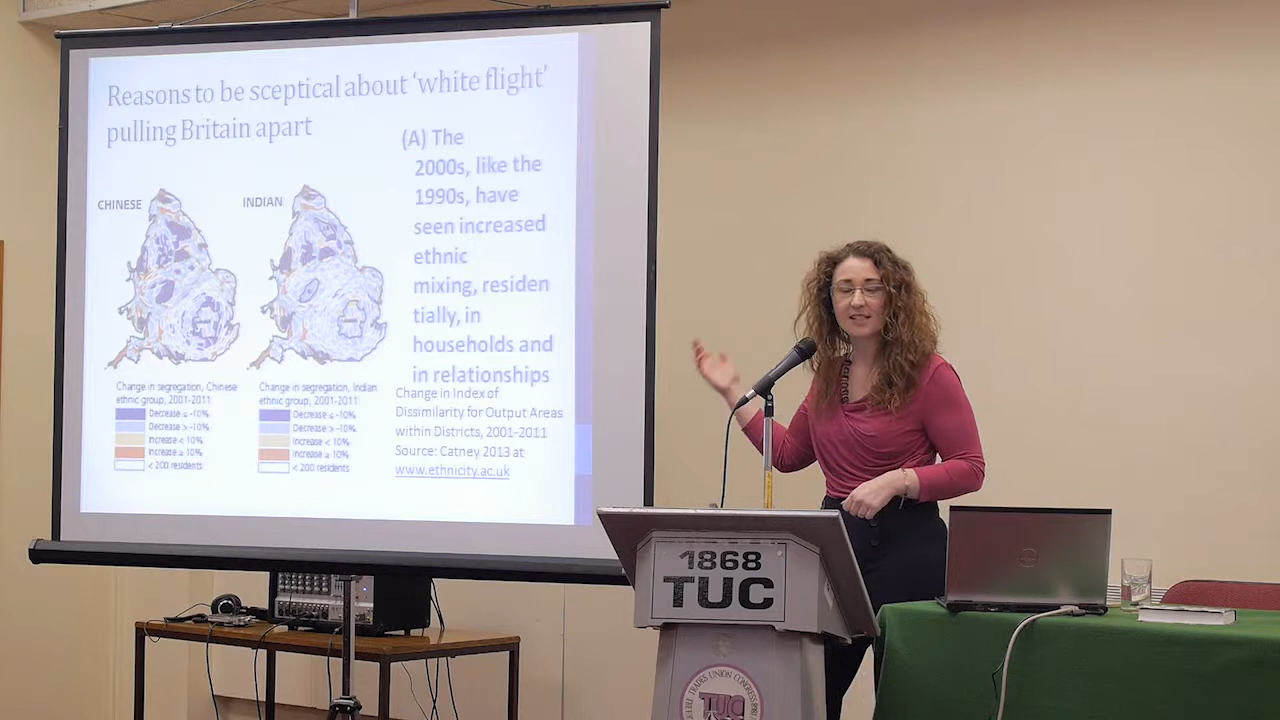 Reasons to be sceptical about ‘white flight’
pulling Britain apart
(A) The
2000s, like the
1990s, have
seen increased
ethnic
mixing, residen
tially, in
households and
in relationships
Change in Index of
Dissimilarity for Output Areas
within Districts, 2001-2011
Source: Catney 2013 at
www.ethnicity.ac.uk
CHINESE
Change in segregation, Chinese
ethnic group, 2001-2011
Decrease ≤ -10%
Decrease > -10%
Increase < 10%
Increase ≥ 10%
< 200 residents
INDIAN
Change in segregation, Indian
ethnic group, 2001-2011
Decrease ≤ -10%
Decrease > -10%
Increase < 10%
Increase ≥ 10%
< 200 residents
1868
TUC
TRADES UNION CONGRESS
TUC